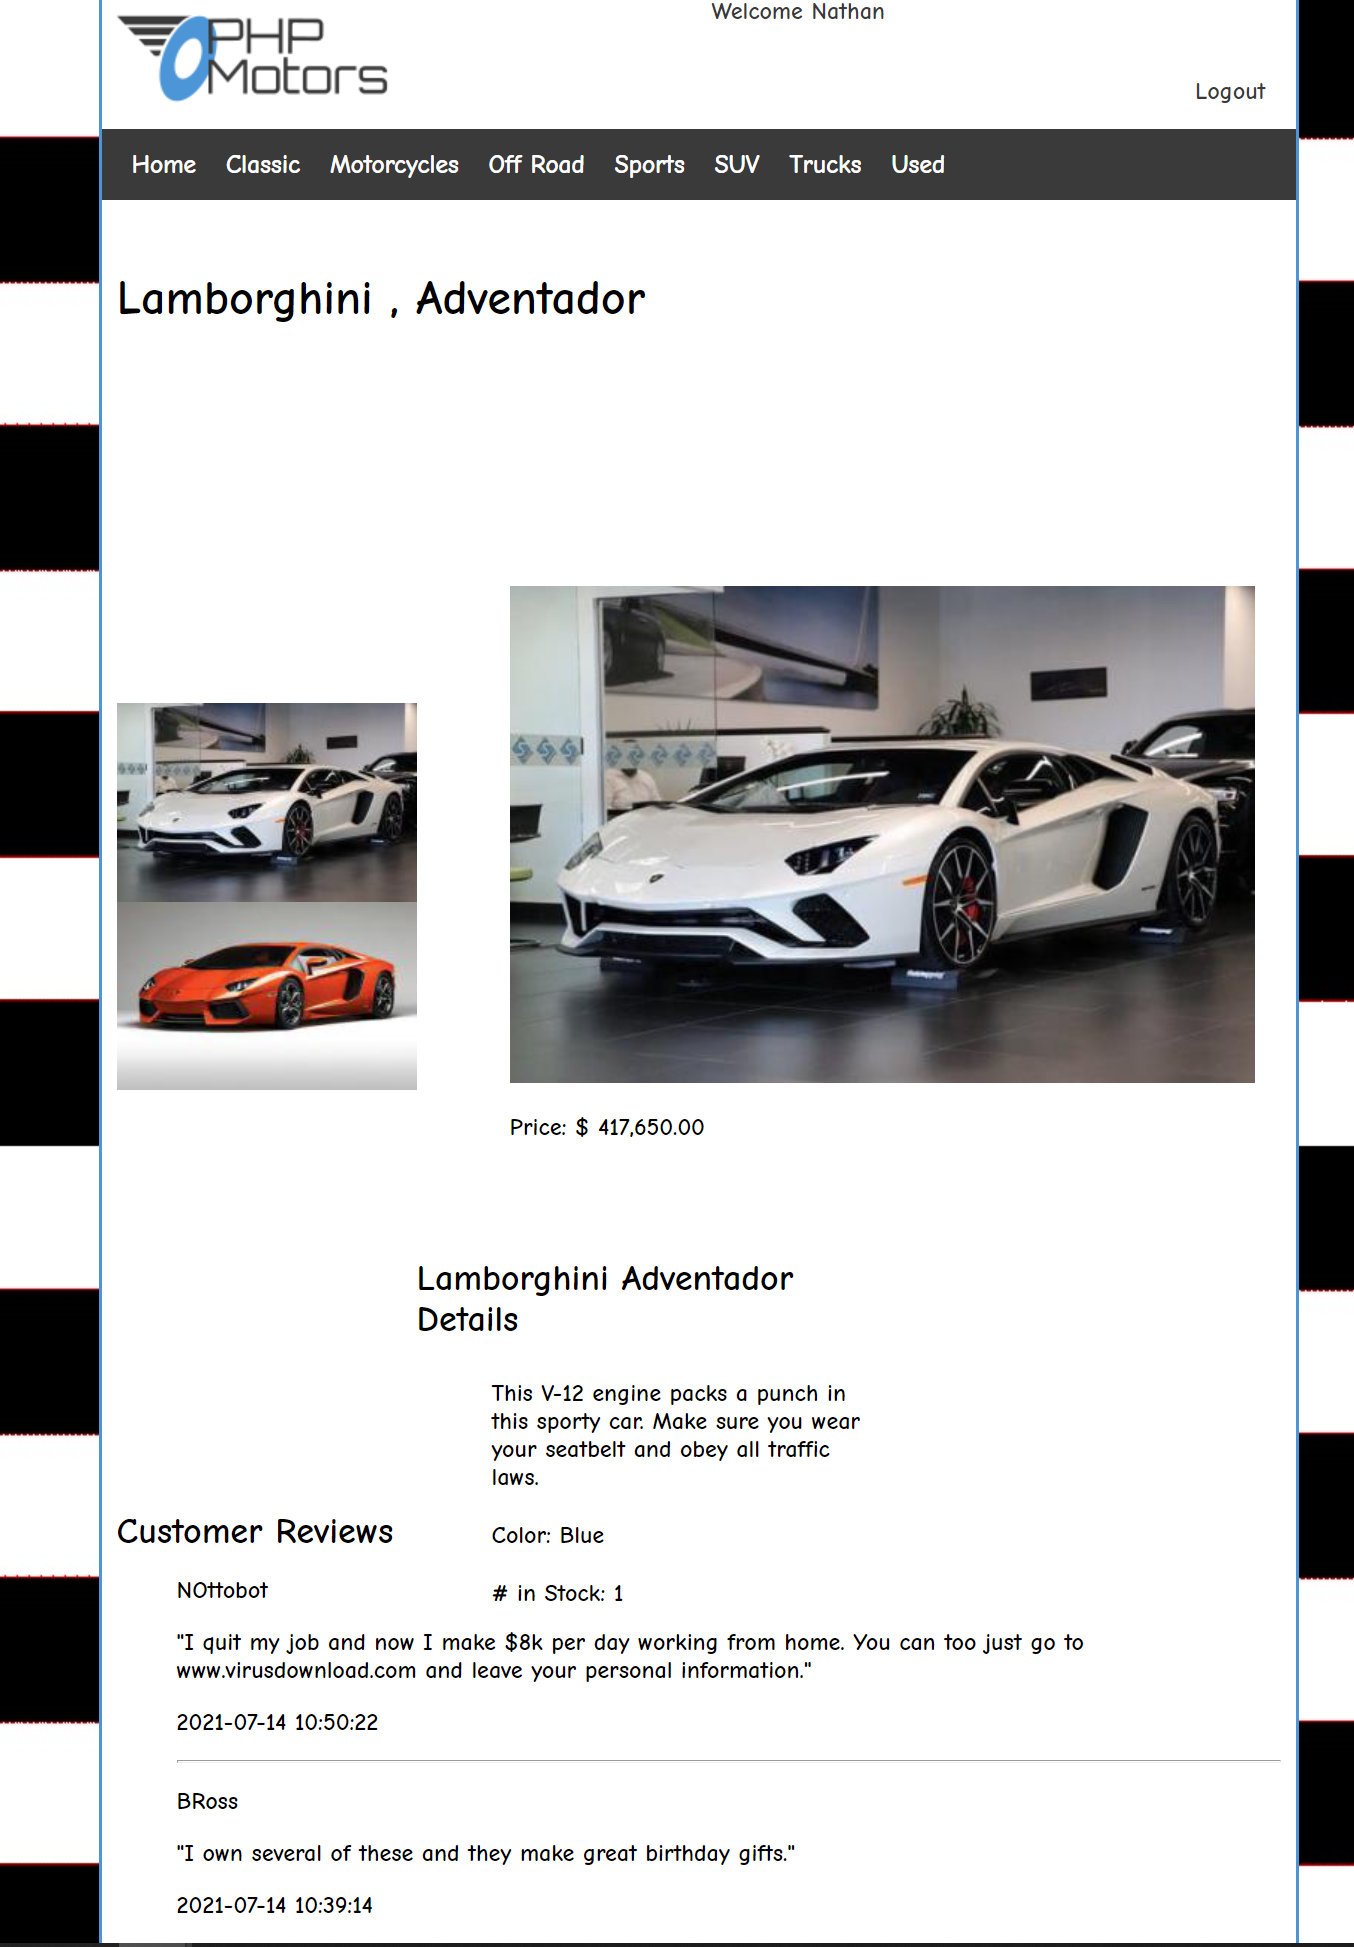 PHP
Motors
Welcome Nathan
Logout
Home Classic Motorcycles Off Road Sports SUV Trucks Used
Lamborghini , Adventador
Price: $ 417,650.00
Lamborghini Adventador
Details
This V-12 engine packs a punch in
this sporty car. Make sure you wear
your seatbelt and obey all traffic
laws.
Color: Blue
# in Stock: 1
Customer Reviews
NOttobot
"I quit my job and now I make $8k per day working from home. You can too just go to
www.virusdownload.com and leave your personal information."
2021-07-14 10:50:22
BRoss
"I own several of these and they make great birthday gifts."
2021-07-14 10:39:14